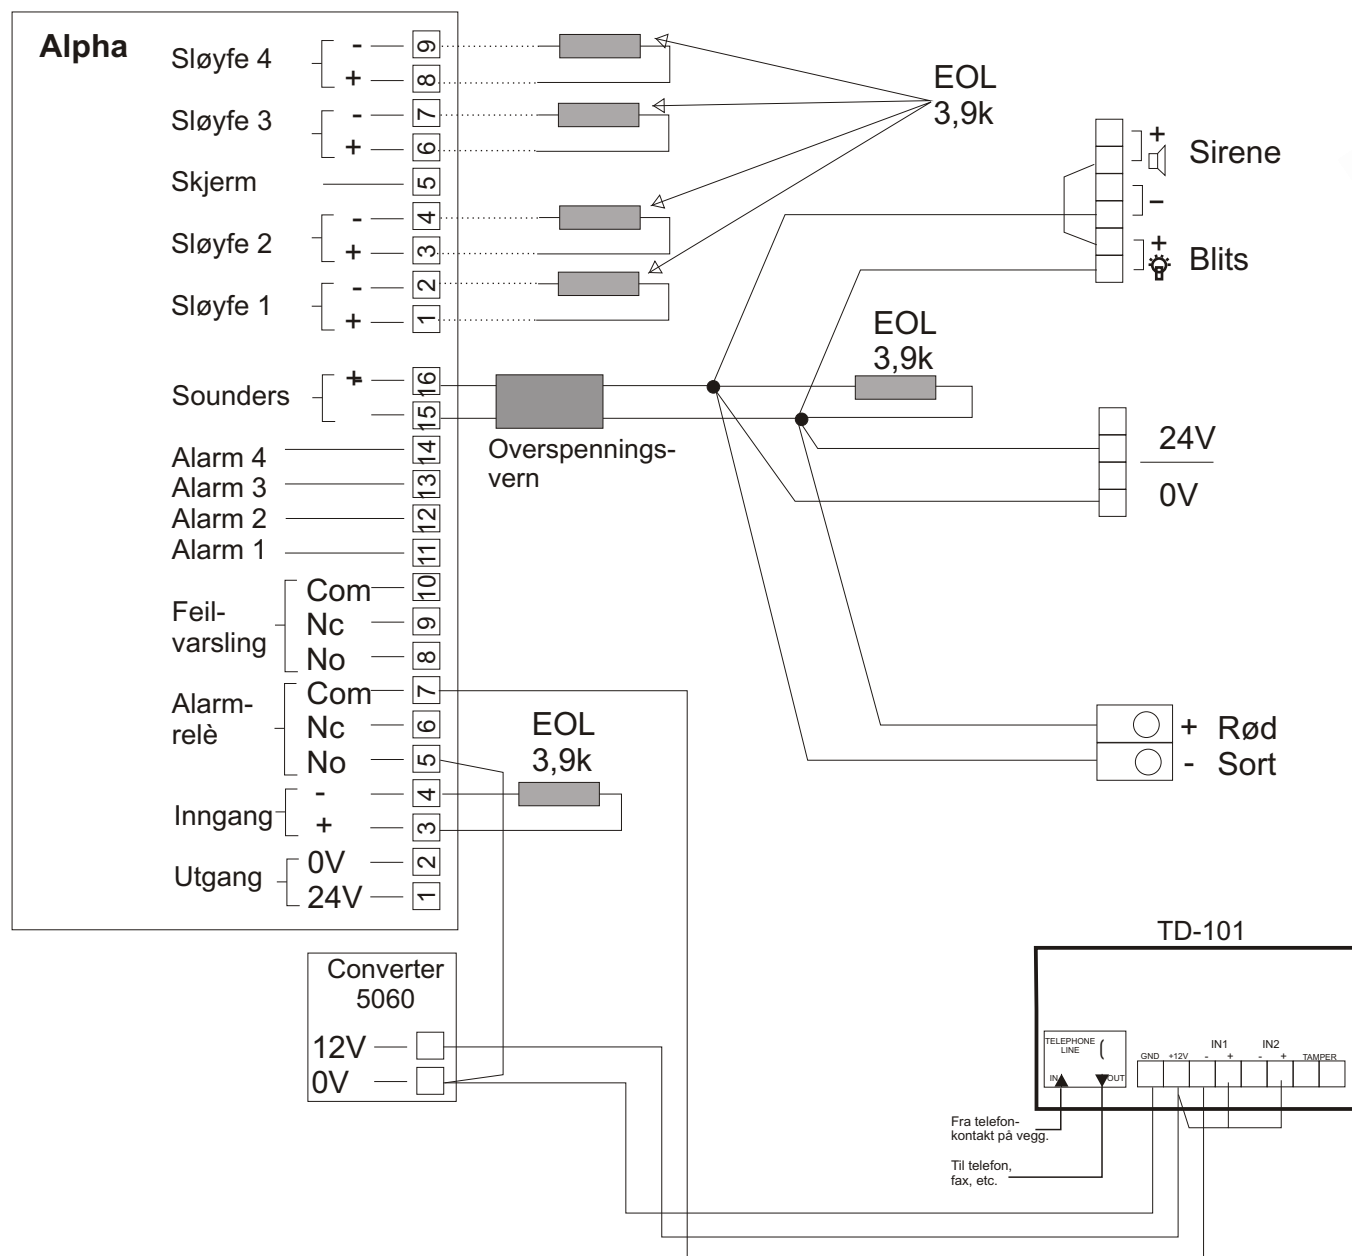 Alpha
Sløyfe 4 - 9
+ 8
Sløyfe 3 - 7
+ 6
Skjerm 5
Sløyfe 2 - 4
+ 3
Sløyfe 1 - 2
+ 1
Sounders + 16
15
Alarm 4 14
Alarm 3 13
Alarm 2 12
Alarm 1 11
Feil-
varsling
Com 10
Nc 9
No 8
Alarm-
relè
Com 7
Nc 6
No 5
Inngang - 4
+ 3
Utgang 0V 2
24V 1
EOL
3,9k
Overspennings-
vern
EOL
3,9k
EOL
3,9k
+
Sirene
-
+
Blits
24V
0V
+ Rød
- Sort
Converter
5060
12V
0V
TD-101
TELEPHONE
LINE
IN OUT
GND +12V
IN1
- +
IN2
- +
TAMPER
Fra telefon-
kontakt på vegg.
Til telefon,
fax, etc.